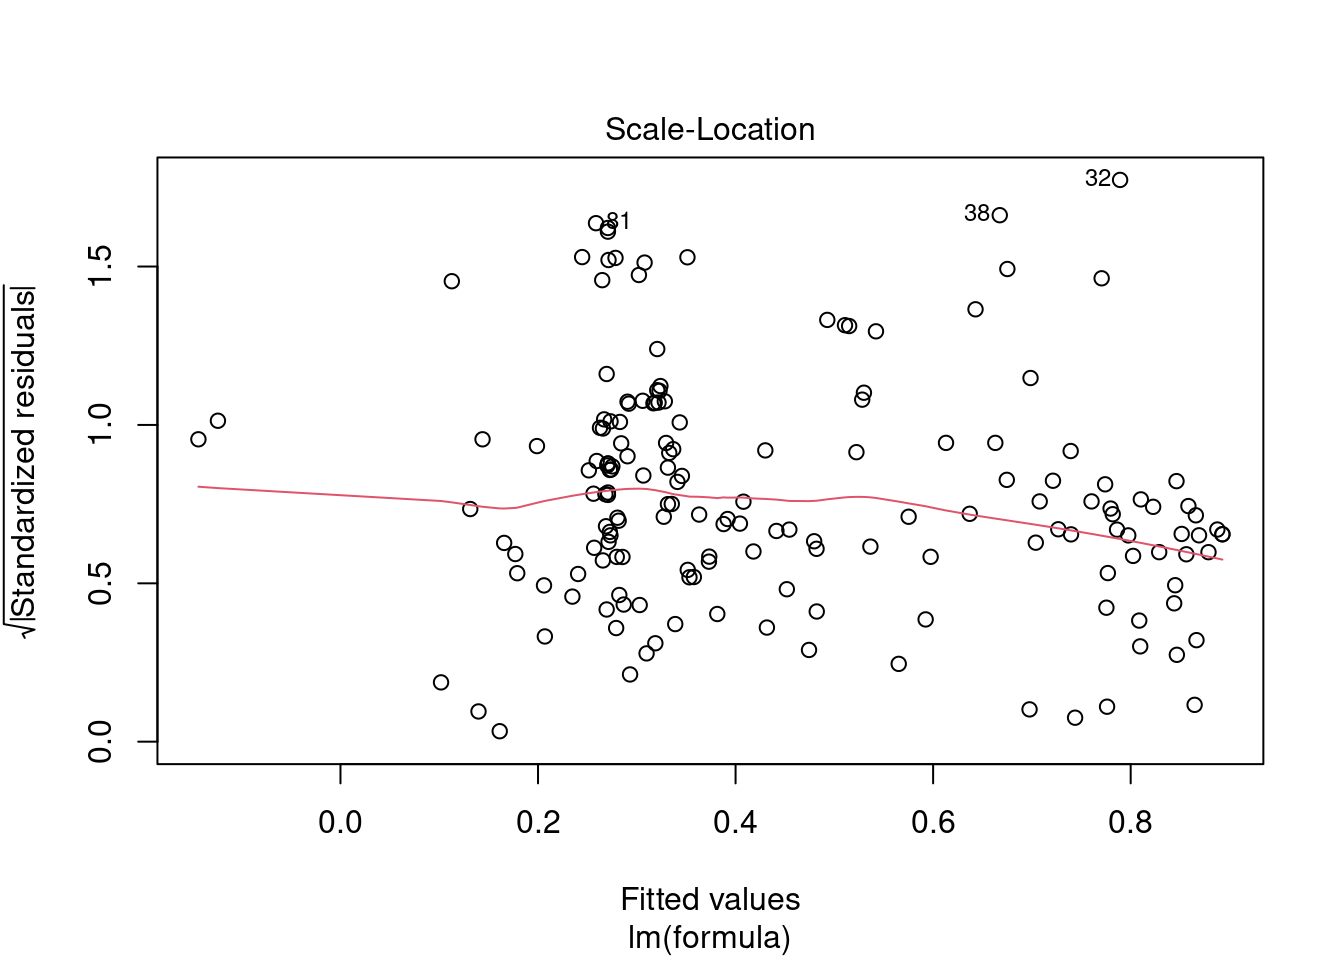 Scale-Location
32
38
81
√|Standardized residuals|
1.5
1.0
0.5
0.0
0.0 0.2 0.4 0.6 0.8
Fitted values
lm(formula)